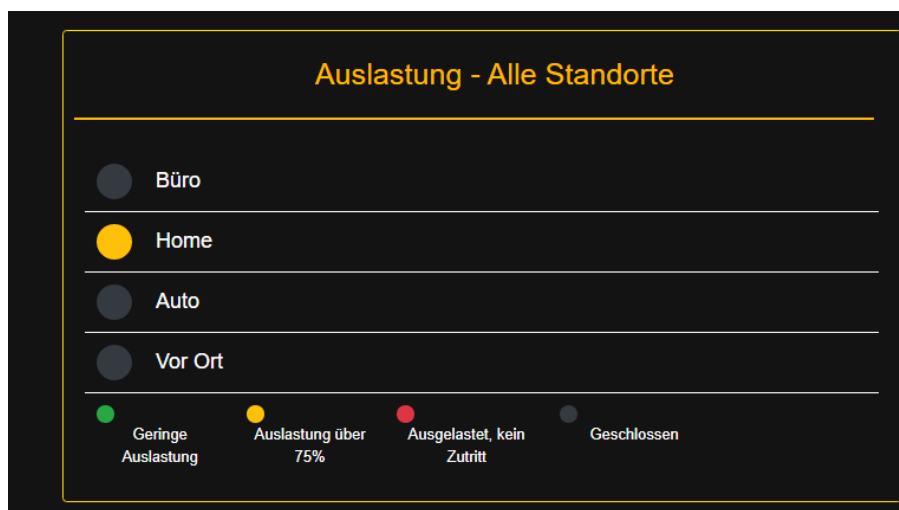 Auslastung - Alle Standorte
Büro
Home
Auto
Vor Ort
Geringe
Auslastung
Auslastung über
75%
Ausgelastet, kein
Zutritt
Geschlossen